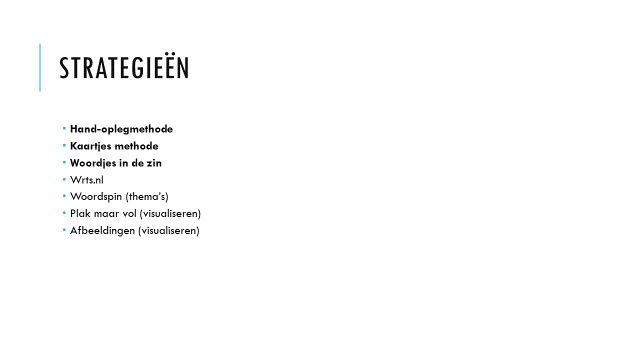 STRATEGIEËN
Hand-oplegmethode
Kaartjes methode
Woordjes in de zin
Wrts.nl
Woordspin (thema's)
Plak maar vol (visualiseren)
Afbeeldingen (visualiseren)